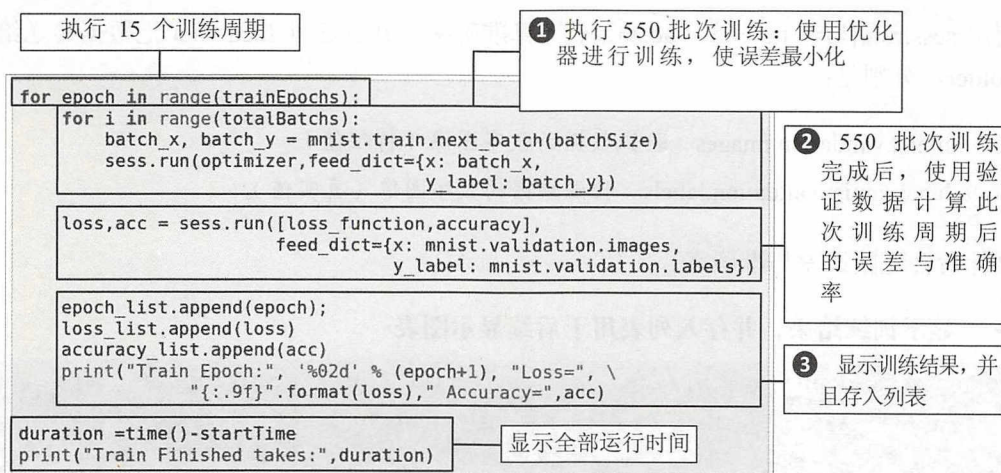 执行 15 个训练周期
❶ 执行 550 批次训练：使用优化
器进行训练，使误差最小化
for epoch in range(trainEpochs):
for i in range(totalBatchs):
batch_x, batch_y = mnist.train.next_batch(batchSize)
sess.run(optimizer,feed_dict={x: batch_x,
y_label: batch_y})
❷ 550 批次训练
完成后，使用验
证数据计算此
次训练周期后
的误差与准确
率
loss,acc = sess.run([loss_function,accuracy],
feed_dict={x: mnist.validation.images,
y_label: mnist.validation.labels})
epoch_list.append(epoch);
loss_list.append(loss)
accuracy_list.append(acc)
print("Train Epoch:", '%02d' % (epoch+1), "Loss=", \
"{:.9f}".format(loss)," Accuracy=",acc)
❸ 显示训练结果，并
且存入列表
duration =time()-startTime
print("Train Finished takes:",duration)
显示全部运行时间